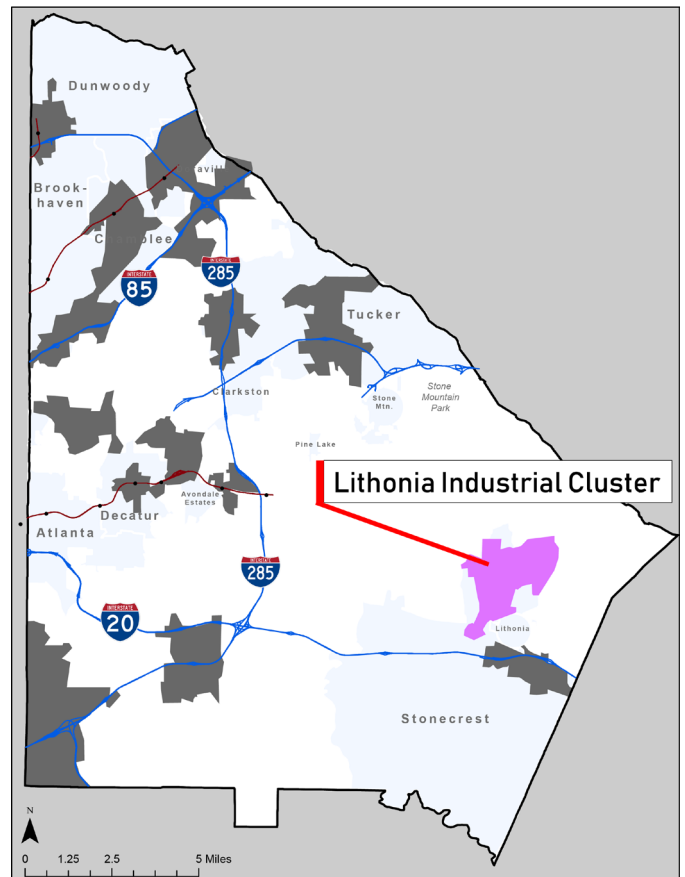 Dunwoody
Brook-
haven
INTERSTATE
85
INTERSTATE
285
Tucker
Clarkston
Stone
Mtn.
Stone
Mountain
Park
Pine Lake
Lithonia Industrial Cluster
Avondale
Estates
Decatur
Atlanta
INTERSTATE
285
INTERSTATE
20
Lithonia
Stonecrest
N
0 1.25 2.5 5 Miles